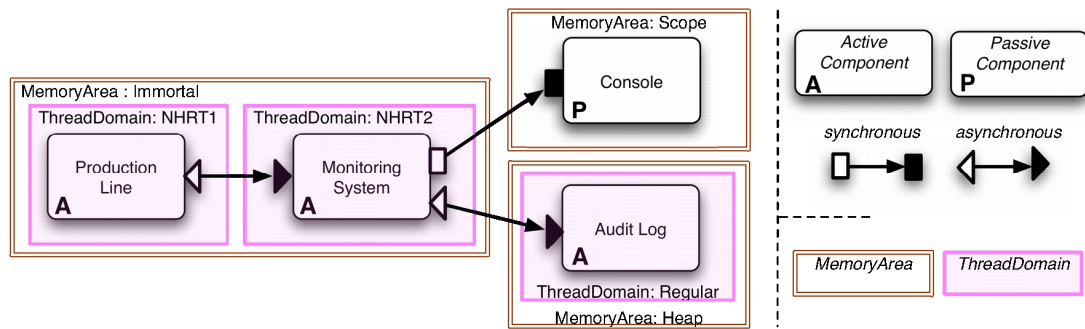 MemoryArea : Immortal
ThreadDomain: NHRT1
Production
Line
A
ThreadDomain: NHRT2
Monitoring
System
A
MemoryArea: Scope
Console
P
Audit Log
A
ThreadDomain: Regular
MemoryArea: Heap
Active
Component
A
Passive
Component
P
synchronous
asynchronous
MemoryArea
ThreadDomain